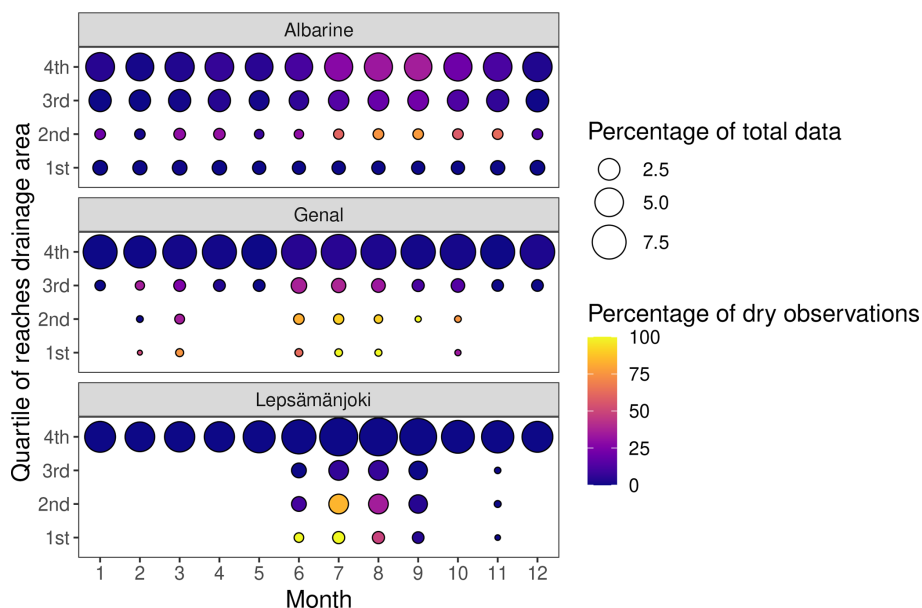 Albarine
4th
3rd
2nd
1st
Genal
4th
3rd
2nd
1st
Lepsämänjoki
4th
3rd
2nd
1st
1 2 3 4 5 6 7 8 9 10 11 12
Month
Quartile of reaches drainage area
Percentage of total data
2.5
5.0
7.5
Percentage of dry observations
100
75
50
25
0